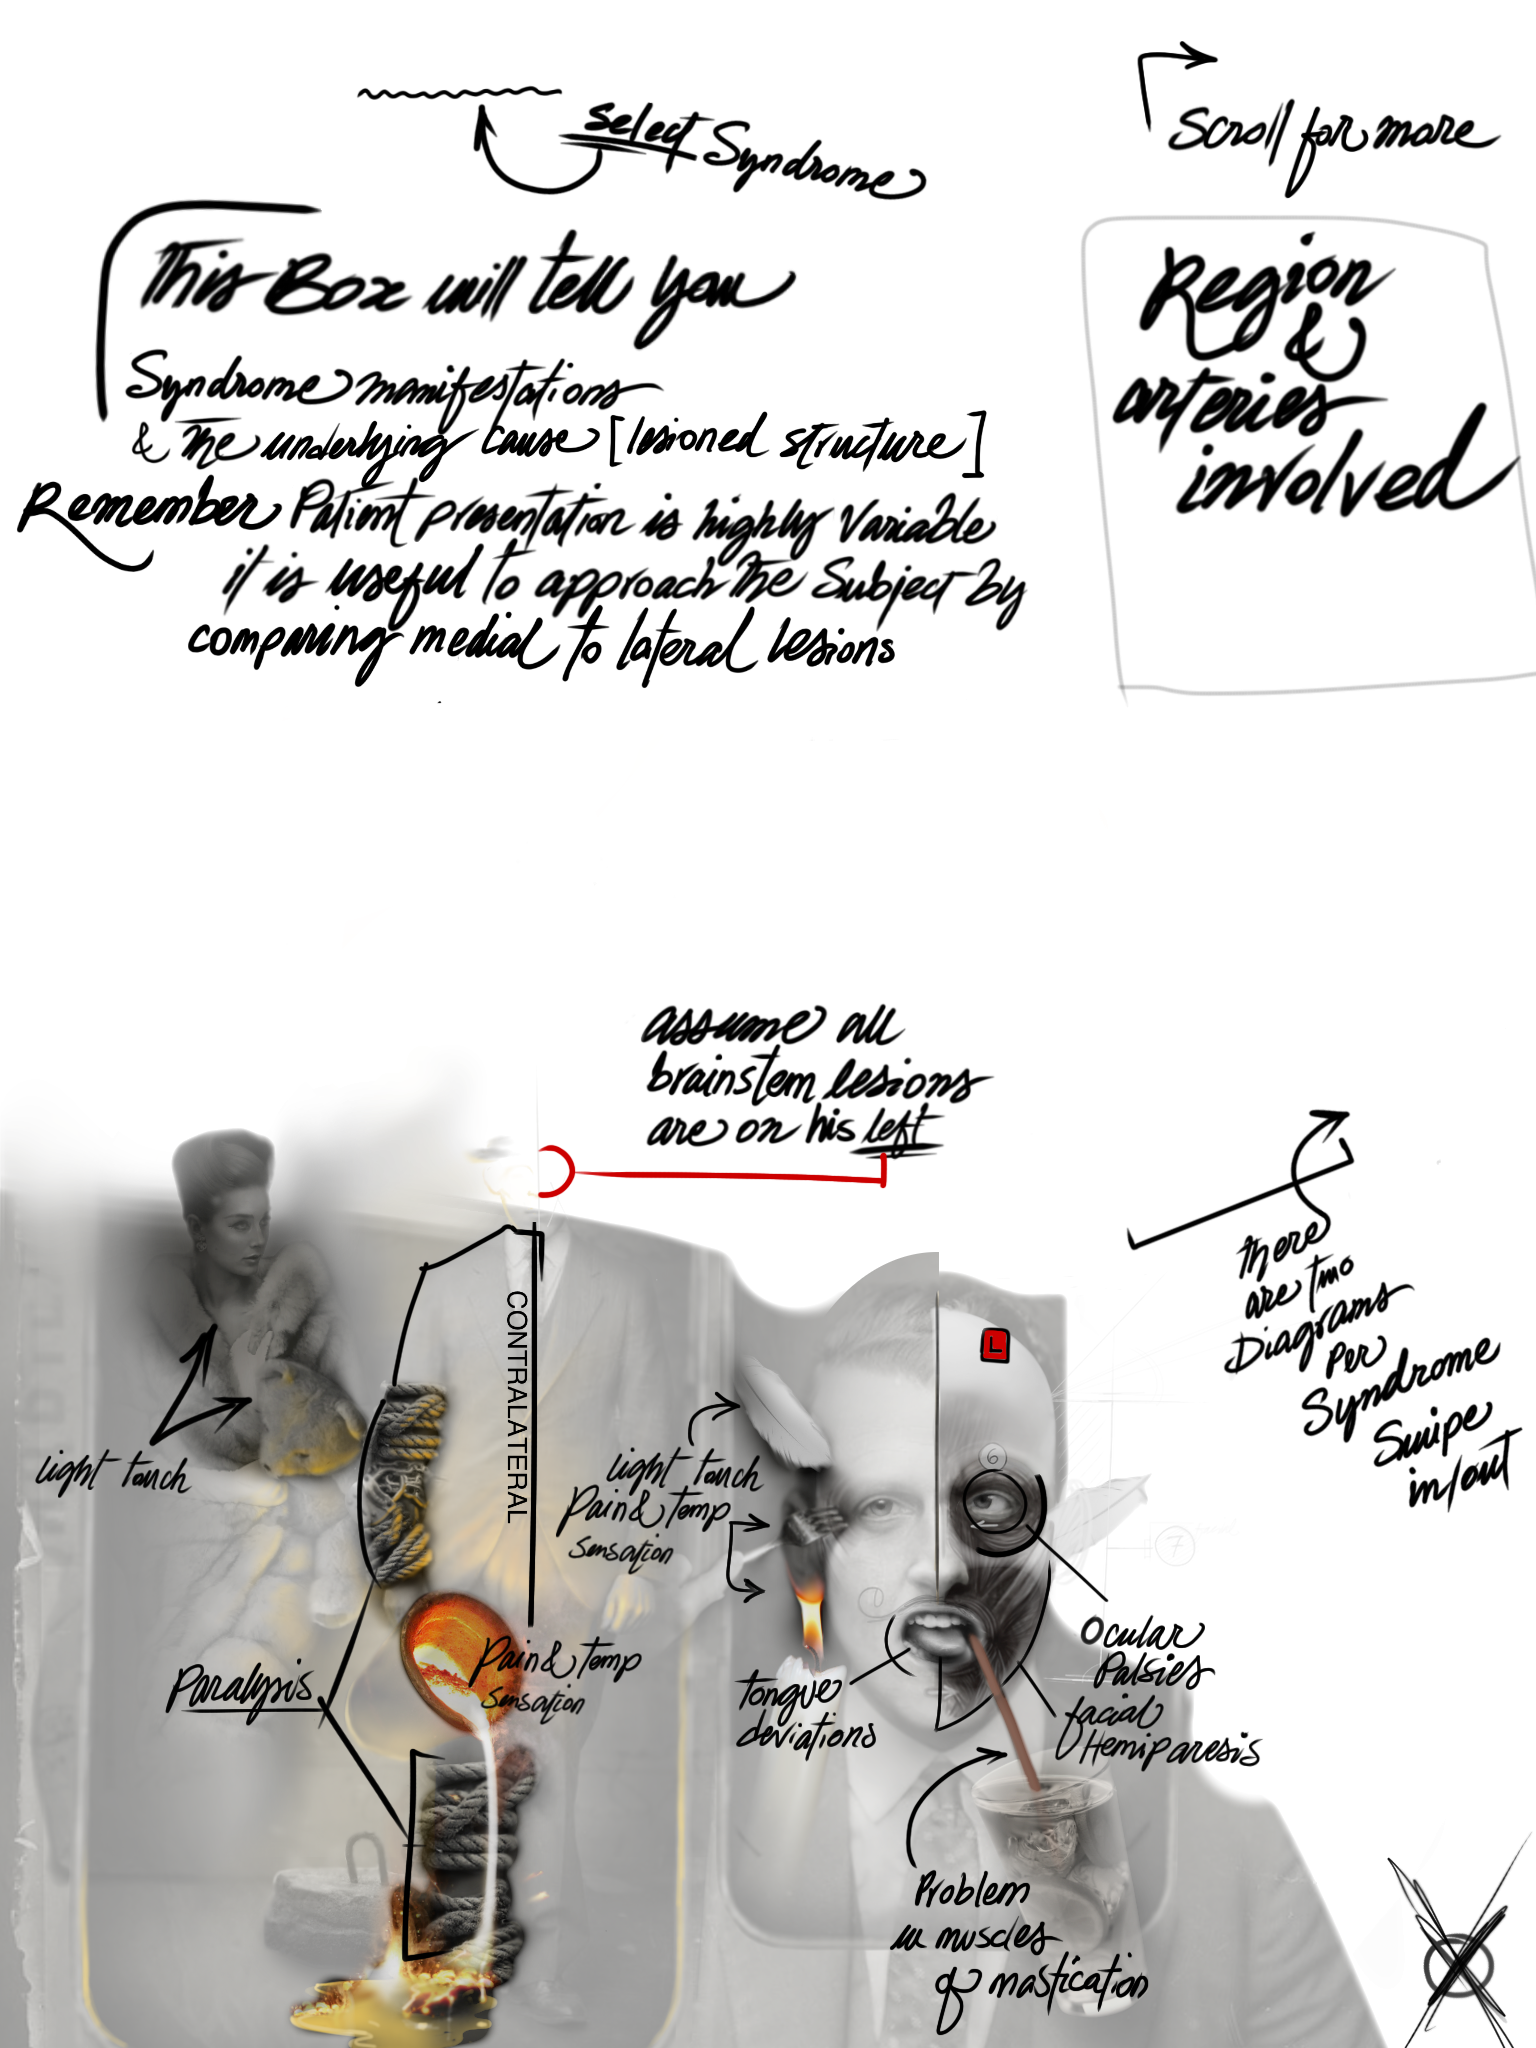 Select Syndrome
Scroll for more
This Box will tell you
Syndrome manifestations
& The underlying cause [lesioned structure]
Remember Patient presentation is highly variable
it is useful to approach the Subject by
comparing medial to lateral lesions
Region
&
arteries
involved
assume all
brainstem lesions
are on his left
There
are two
Diagrams
Per
Syndrome
Swipe
in/out
CONTRALATERAL
L
6
light touch
light touch
Pain & Temp
sensation
7
Ocular
Palsies
facial
Hemiparesis
Pain & Temp
Sensation
Paralysis
Tongue
deviations
Problem
in muscles
of mastication